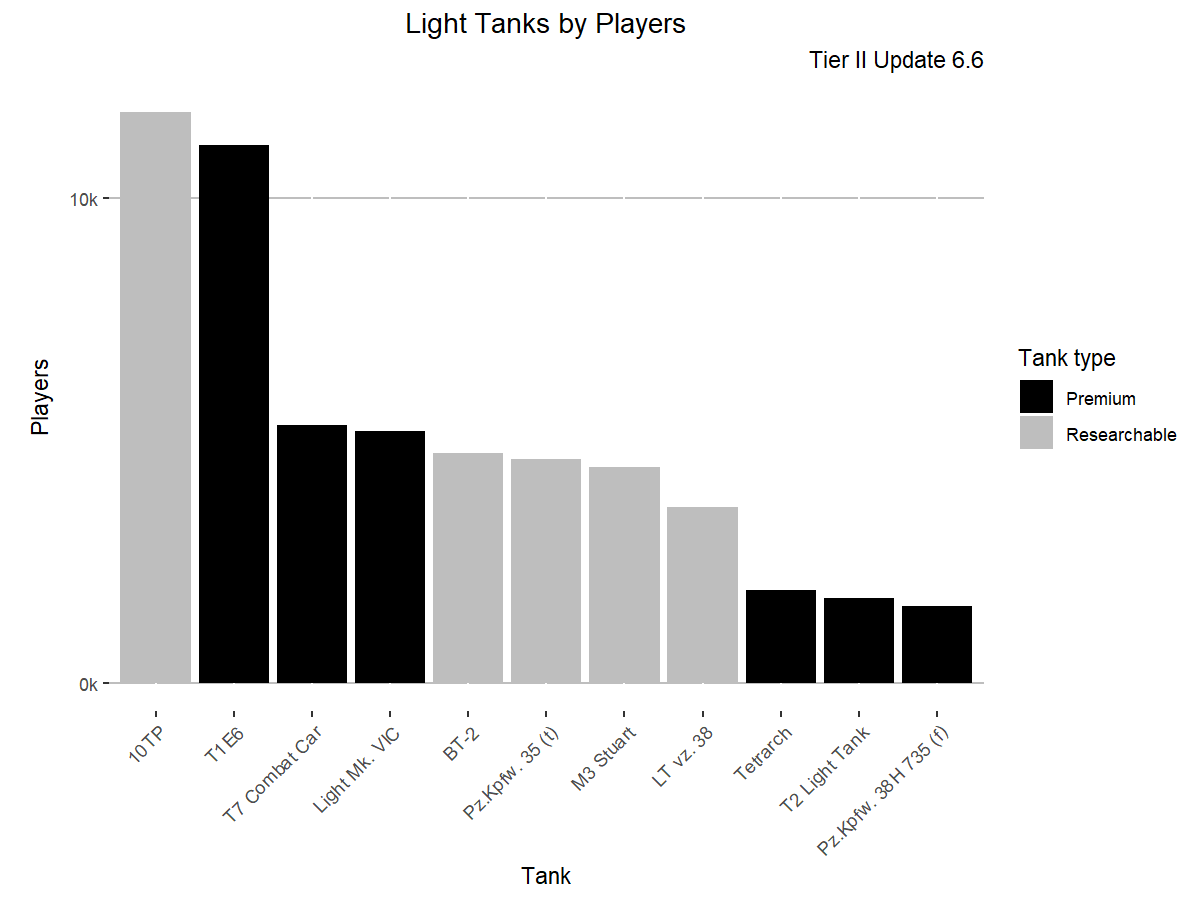 Light Tanks by Players
Tier II Update 6.6
Players
10k
0k
10TP
T1E6
T7 Combat Car
Light Mk. VIC
BT-2
Pz.Kpfw. 35 (t)
M3 Stuart
LT vz. 38
Tetrarch
T2 Light Tank
Pz.Kpfw. 38H 735 (f)
Tank
Tank type
Premium
Researchable